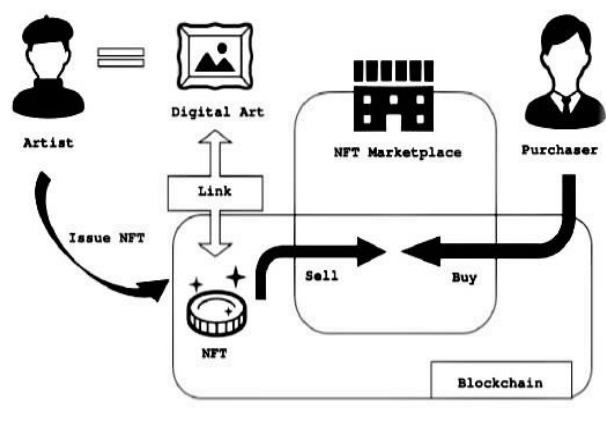 Digital Art
Artist
NFT Marketplace
Purchaser
Link
Issue NFT
Sell
Buy
NFT
Blockchain